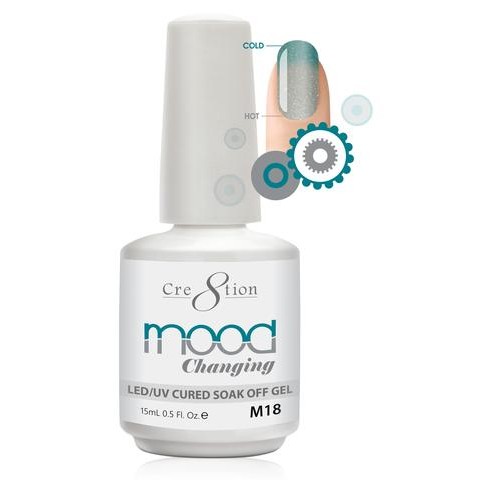 COLD
HOT
Cre8tion
mood
Changing
LED/UV CURED SOAK OFF GEL
15mL 0.5 Fl. Oz.e M18